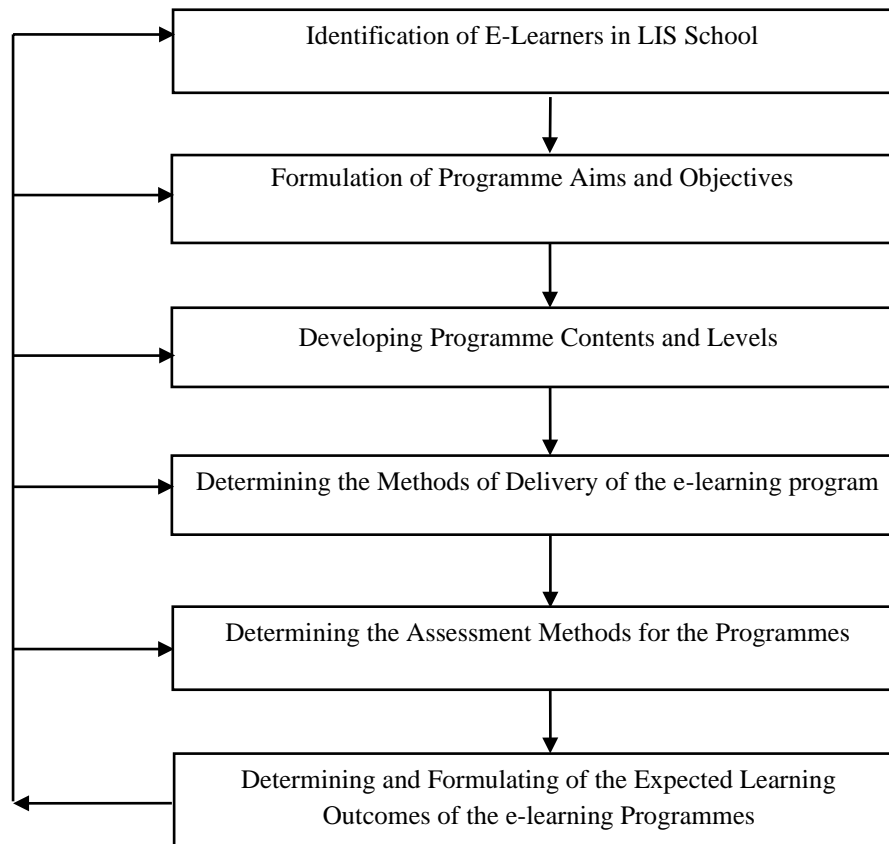 Identification of E-Learners in LIS School
Formulation of Programme Aims and Objectives
Developing Programme Contents and Levels
Determining the Methods of Delivery of the e-learning program
Determining the Assessment Methods for the Programmes
Determining and Formulating of the Expected Learning
Outcomes of the e-learning Programmes